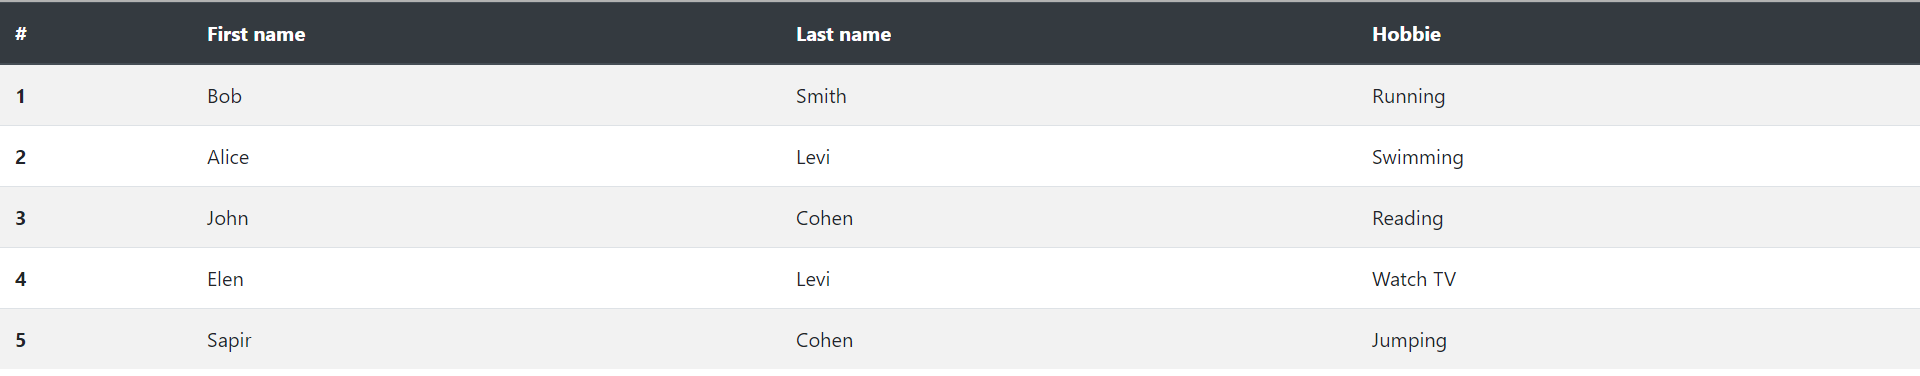 # First name Last name Hobbie
1 Bob Smith Running
2 Alice Levi Swimming
3 John Cohen Reading
4 Elen Levi Watch TV
5 Sapir Cohen Jumping